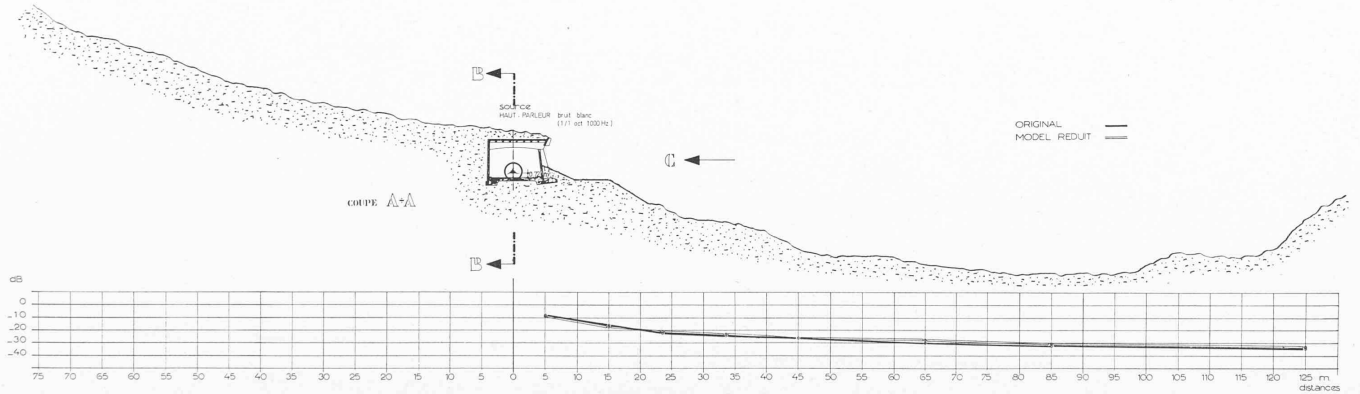 B
source
HAUT-PARLEUR bruit blanc
(1/1 oct 1000 Hz.)
ORIGINAL
MODEL REDUIT
C
COUPE A-A
B
dB
0
-10
-20
-30
-40
75 70 65 60 55 50 45 40 35 30 25 20 15 10 5 0 5 10 15 20 25 30 35 40 45 50 55 60 65 70 75 80 85 90 95 100 105 110 115 120 125 m
distances